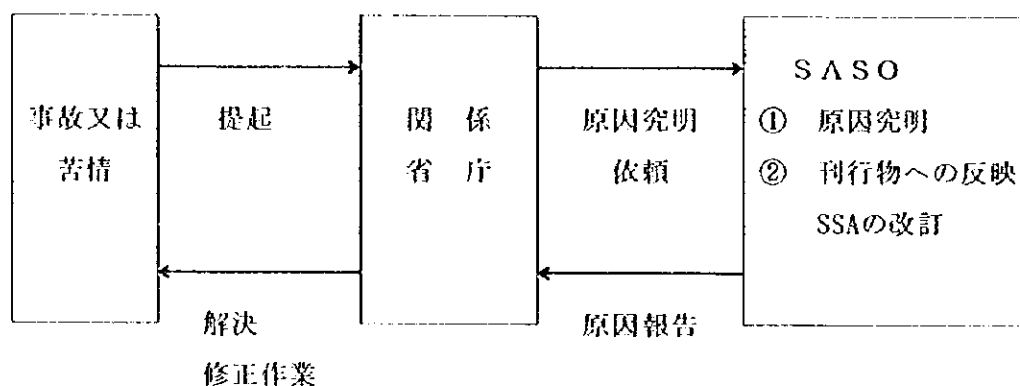 事故又は
苦情
提起
解決
修正作業
関係
省庁
原因究明
依頼
原因報告
SASO
① 原因究明
② 刊行物への反映
SSAの改訂